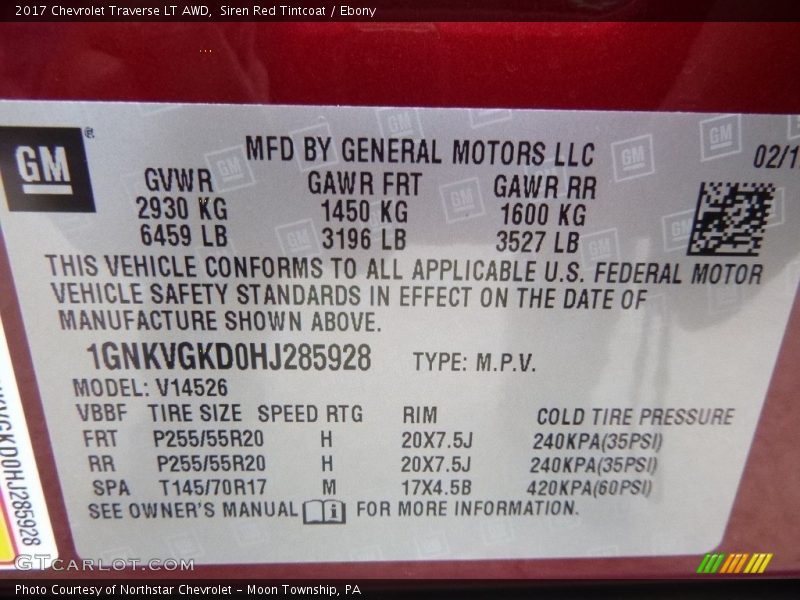 2017 Chevrolet Traverse LT AWD,  Siren Red Tintcoat / Ebony
GM
MFD BY GENERAL MOTORS LLC
02/1
GVWR GAWR FRT GAWR RR
2930 KG 1450 KG 1600 KG
6459 LB 3196 LB 3527 LB
THIS VEHICLE CONFORMS TO ALL APPLICABLE U.S. FEDERAL MOTOR
VEHICLE SAFETY STANDARDS IN EFFECT ON THE DATE OF
MANUFACTURE SHOWN ABOVE.
1GNKVGKD0HJ285928 TYPE: M.P.V.
MODEL: V14526
VBBF TIRE SIZE SPEED RTG RIM COLD TIRE PRESSURE
FRT P255/55R20 H 20X7.5J 240KPA(35PSI)
RR P255/55R20 H 20X7.5J 240KPA(35PSI)
SPA T145/70R17 M 17X4.5B 420KPA(60PSI)
SEE OWNER'S MANUAL i FOR MORE INFORMATION.
KVGKD0HJ285928
GTCARLOT.COM
Photo Courtesy of Northstar Chevrolet - Moon Township, PA